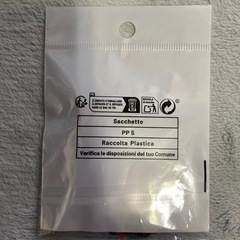 Sacchetto
PP 5
Raccolta Plastica
Verifica le disposizioni del tuo Comune